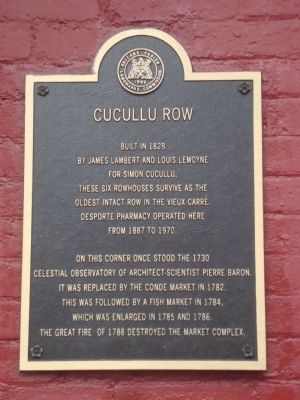 CUCULLU ROW
BUILT IN 1828
BY JAMES LAMBERT AND LOUIS LEMOYNE
FOR SIMON CUCULLU,
THESE SIX ROWHOUSES SURVIVE AS THE
OLDEST INTACT ROW IN THE VIEUX CARRÉ.
DESPORTE PHARMACY OPERATED HERE
FROM 1887 TO 1970.
ON THIS CORNER ONCE STOOD THE 1730
CELESTIAL OBSERVATORY OF ARCHITECT-SCIENTIST PIERRE BARON.
IT WAS REPLACED BY THE CONDE MARKET IN 1782.
THIS WAS FOLLOWED BY A FISH MARKET IN 1784,
WHICH WAS ENLARGED IN 1785 AND 1786.
THE GREAT FIRE OF 1788 DESTROYED THE MARKET COMPLEX.